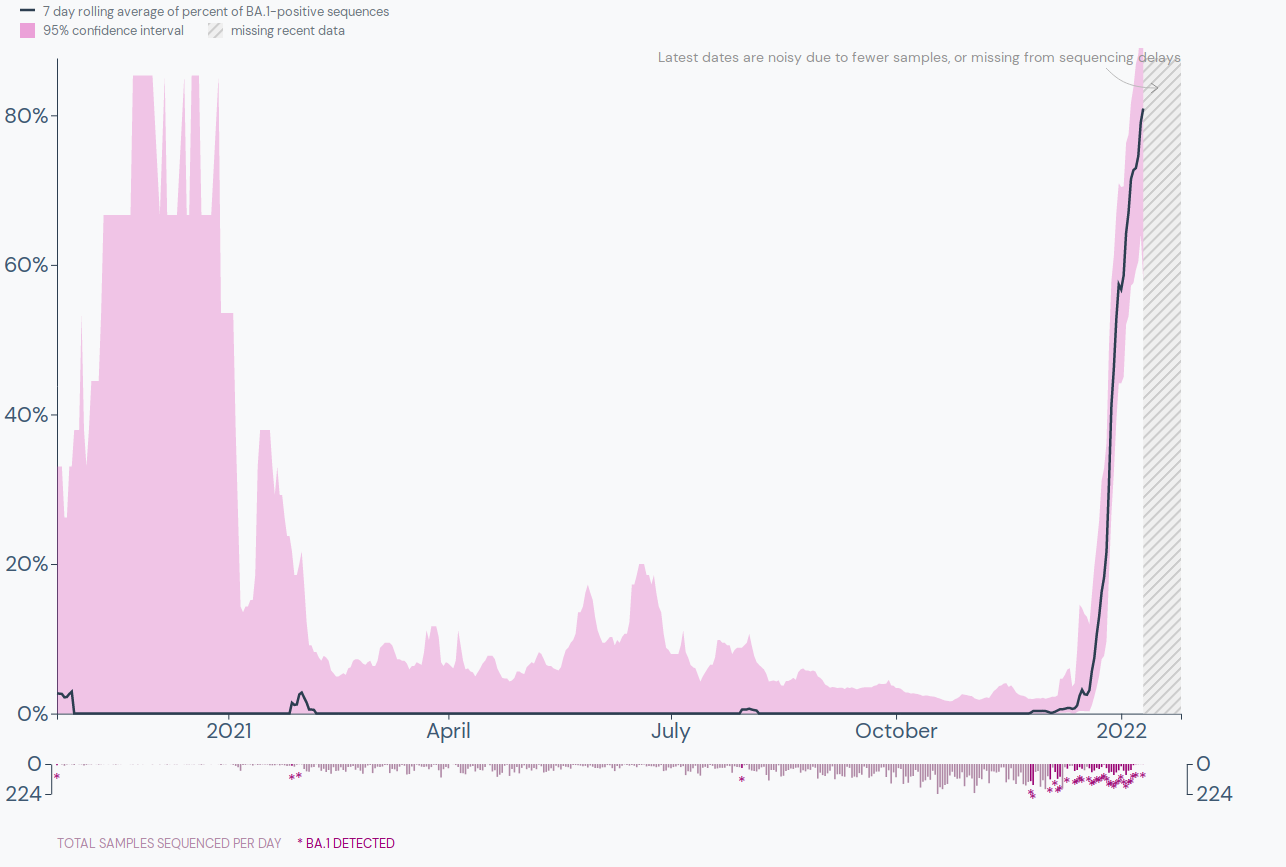 7 day rolling average of percent of BA.1-positive sequences
95% confidence interval missing recent data
Latest dates are noisy due to fewer samples, or missing from sequencing delays
80%
60%
40%
20%
0%
2021 April July October 2022
0 0
224 224
TOTAL SAMPLES SEQUENCED PER DAY * BA.1 DETECTED